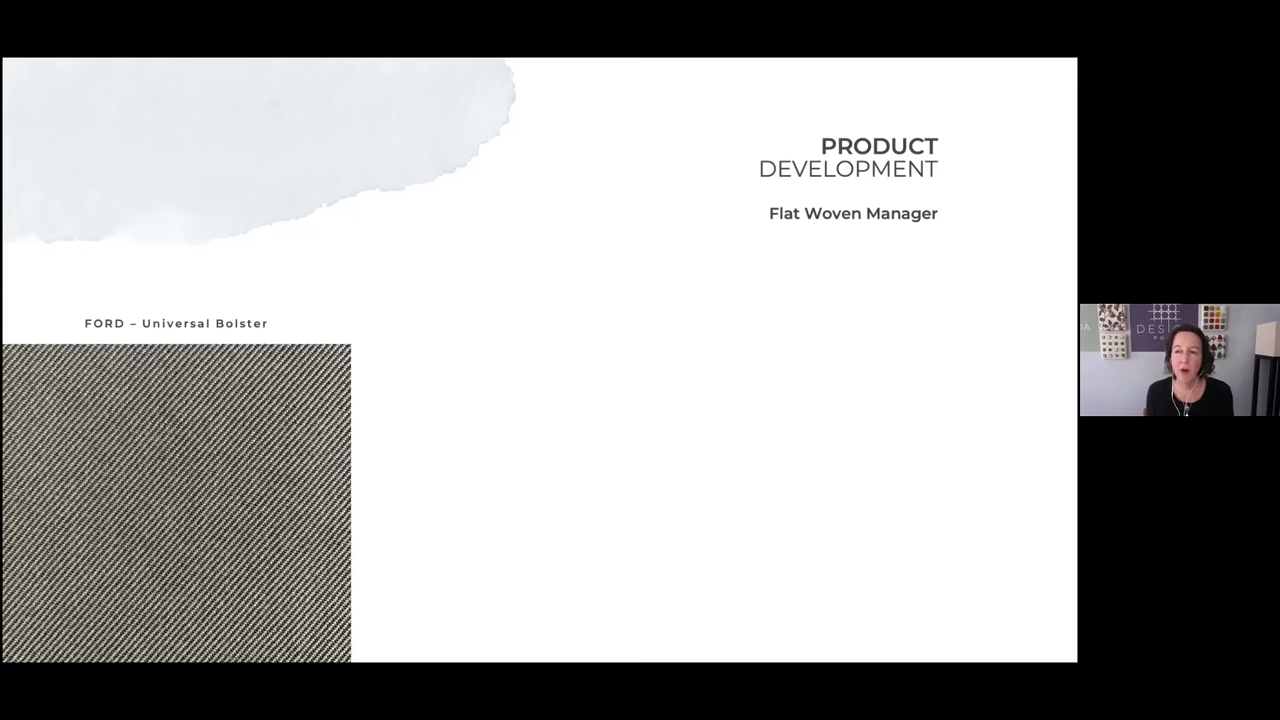 PRODUCT
DEVELOPMENT
Flat Woven Manager
FORD – Universal Bolster